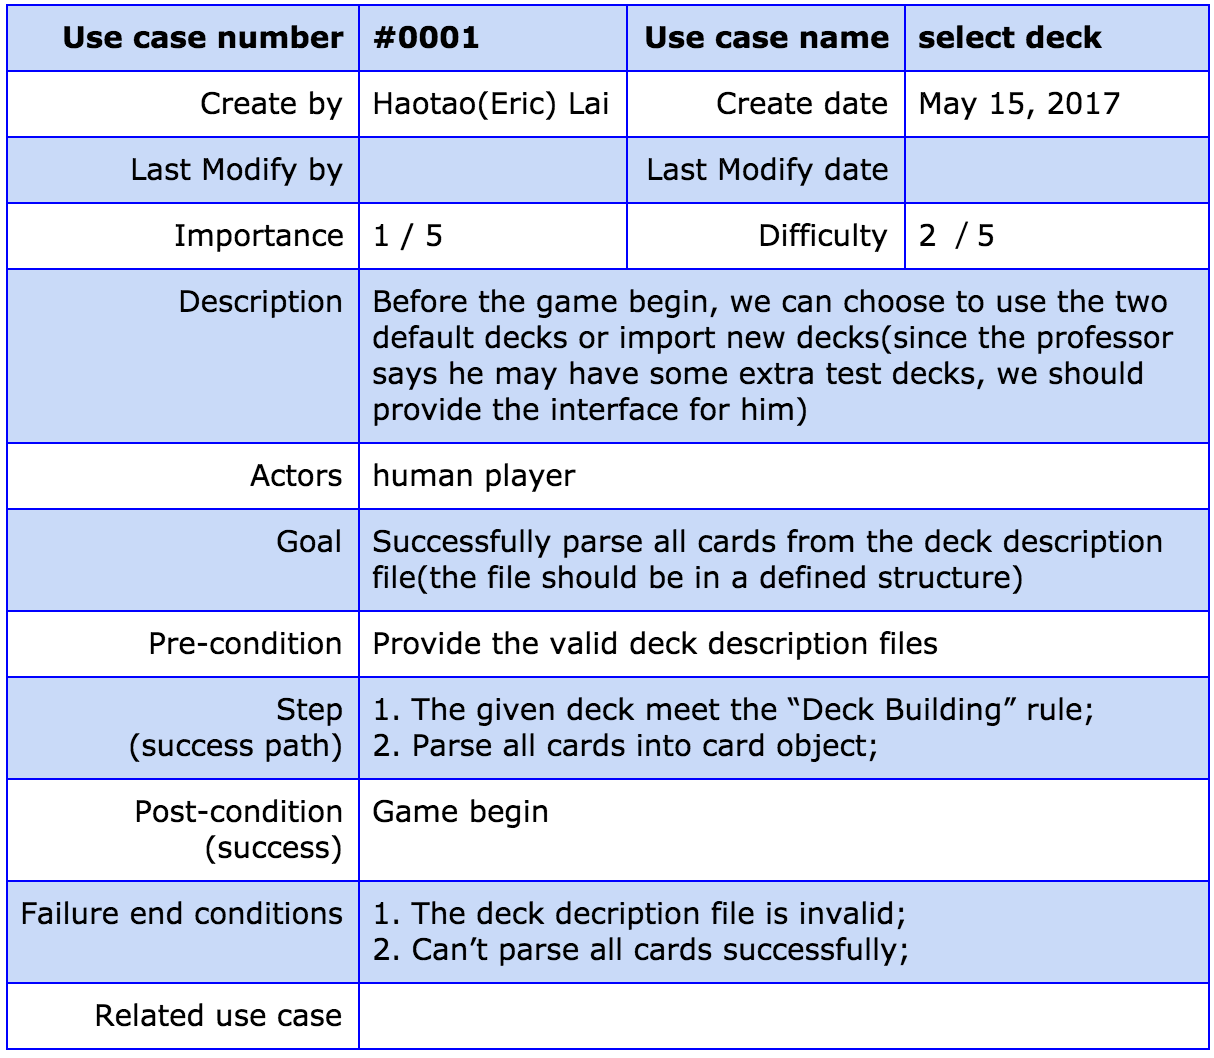 Use case number #0001 Use case name select deck
Create by Haotao(Eric) Lai Create date May 15, 2017
Last Modify by Last Modify date
Importance 1 / 5 Difficulty 2 / 5
Description Before the game begin, we can choose to use the two
default decks or import new decks(since the professor
says he may have some extra test decks, we should
provide the interface for him)
Actors human player
Goal Successfully parse all cards from the deck description
file(the file should be in a defined structure)
Pre-condition Provide the valid deck description files
Step 1. The given deck meet the “Deck Building” rule;
(success path) 2. Parse all cards into card object;
Post-condition Game begin
(success)
Failure end conditions 1. The deck decription file is invalid;
2. Can’t parse all cards successfully;
Related use case